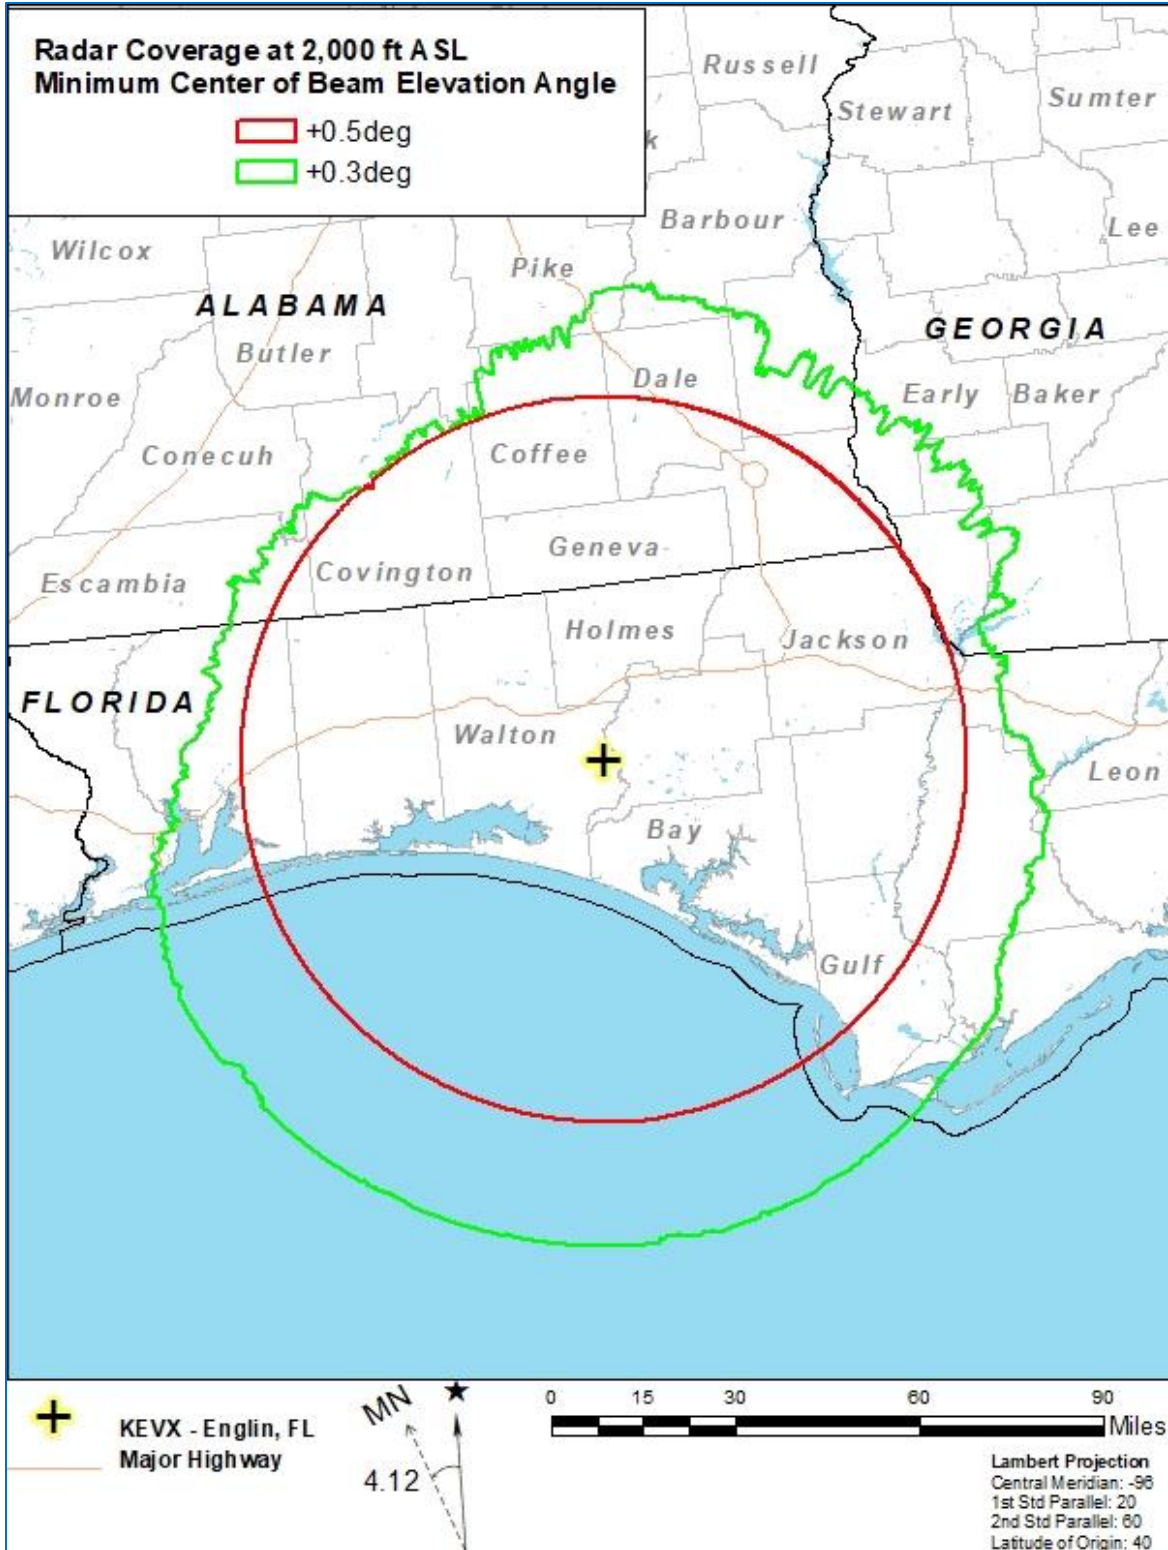 Radar Coverage at 2,000 ft ASL
Minimum Center of Beam Elevation Angle
+0.5deg
+0.3deg
Russell
Stewart
Sumter
k
Barbour
Lee
Wilcox
Pike
ALABAMA
GEORGIA
Butler
Monroe
Dale
Early
Baker
Conecuh
Coffee
Geneva
Escambia
Covington
Holmes
Jackson
FLORIDA
Walton
Leon
Bay
Gulf
KEVX - Englin, FL
Major Highway
MN
4.12
0 15 30 60 90
Miles
Lambert Projection
Central Meridian: -96
1st Std Parallel: 20
2nd Std Parallel: 60
Latitude of Origin: 40